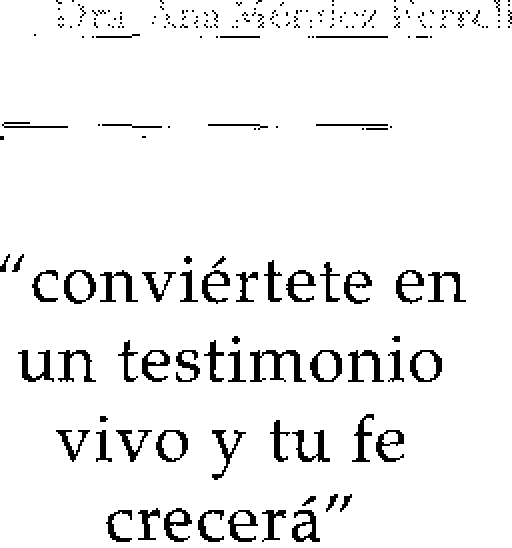 Dra. Ana Méndez Ferrell
“conviértete en
un testimonio
vivo y tu fe
crecerá”